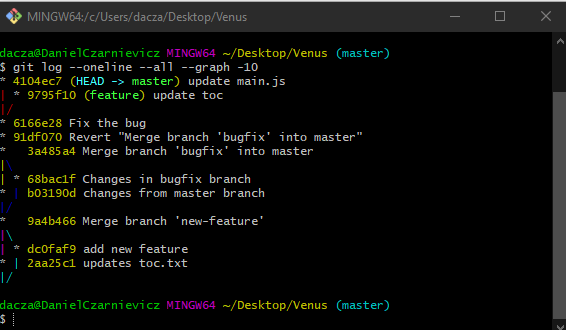 MINGW64:/c/Users/dacza/Desktop/Venus
dacza@DanielCzarnievicz MINGW64 ~/Desktop/Venus (master)
$ git log --oneline --all --graph -10
* 4104ec7 (HEAD -> master) update main.js
| * 9795f10 (feature) update toc
|/
* 6166e28 Fix the bug
* 91df070 Revert "Merge branch 'bugfix' into master"
*   3a485a4 Merge branch 'bugfix' into master
|\
| * 68bac1f Changes in bugfix branch
* | b03190d changes from master branch
|/
*   9a4b466 Merge branch 'new-feature'
|\
| * dc0faf9 add new feature
* | 2aa25c1 updates toc.txt
|/
dacza@DanielCzarnievicz MINGW64 ~/Desktop/Venus (master)
$